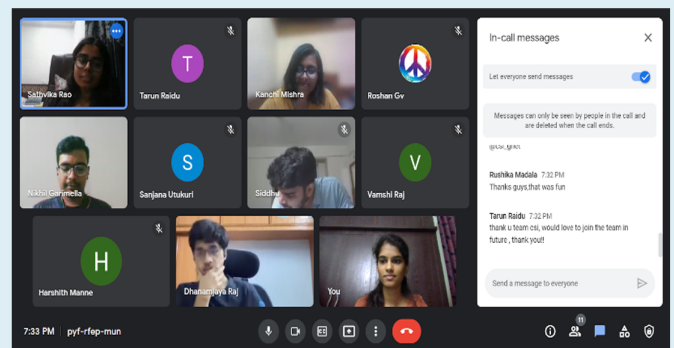 Sathvika Rao
T
Tarun Raidu
Kanchi Mishra
Roshan Gv
Nikhil Garimella
S
Sanjana Utukuri
Siddhu
V
Vamshi Raj
H
Harshith Manne
Dhanamjaya Raj
You
7:33 PM | pyf-rfep-mun
In-call messages
Let everyone send messages
Messages can only be seen by people in the call and
are deleted when the call ends.
Rushika Madala 7:32 PM
Thanks guys,that was fun
Tarun Raidu 7:32 PM
thank u team csi, would love to join the team in
future , thank you!!
Send a message to everyone
11